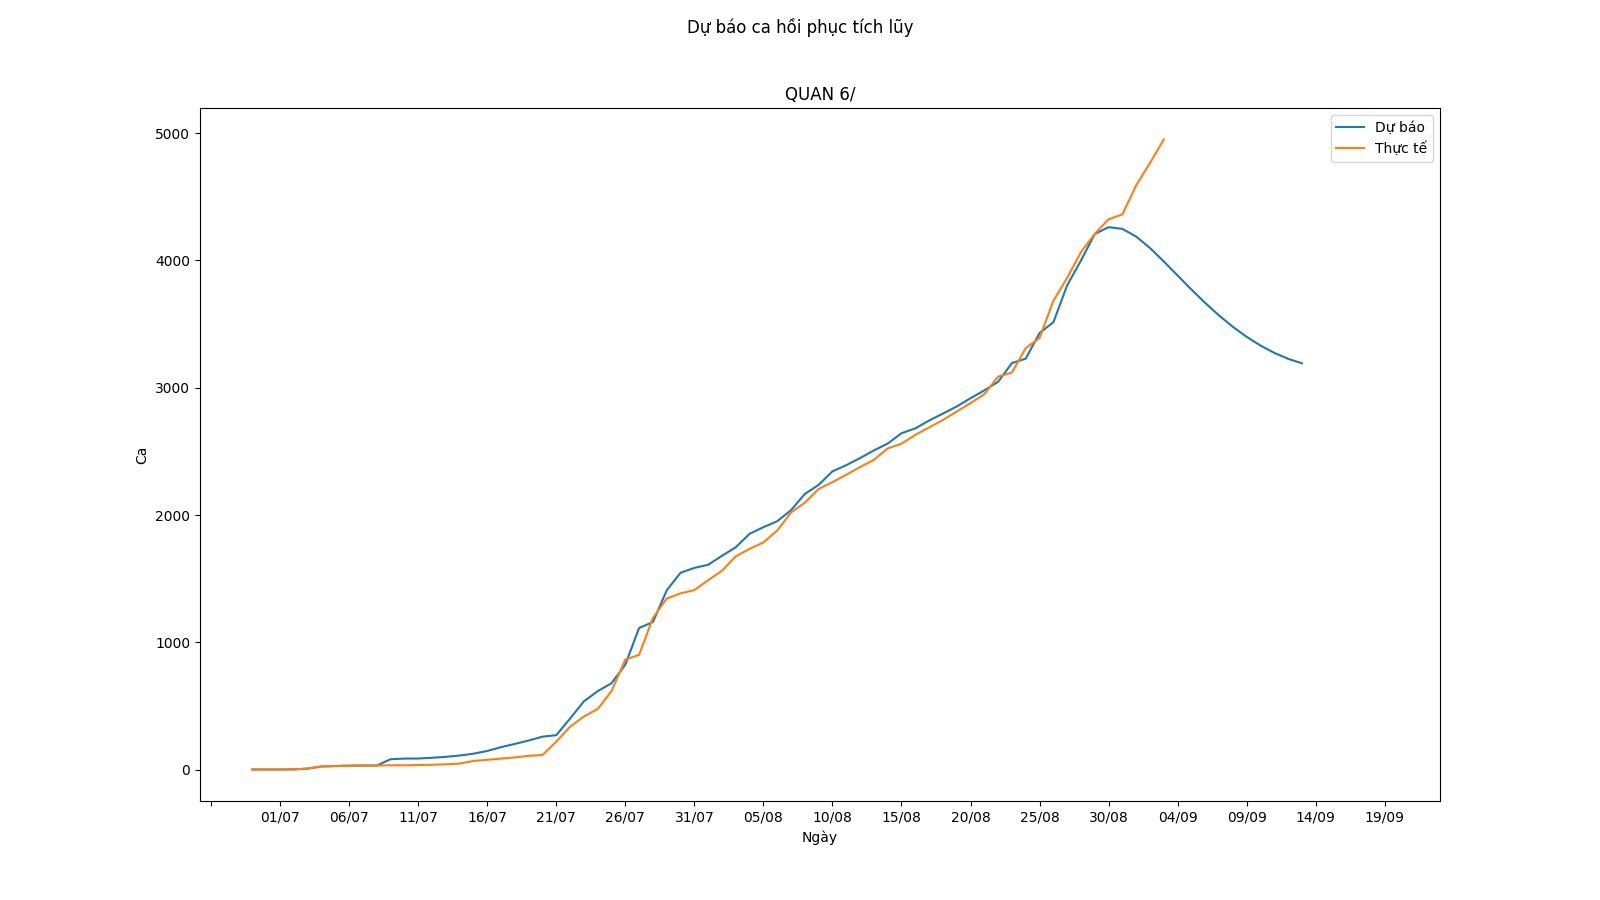 Dự báo ca hồi phục tích lũy
QUAN 6/
Dự báo
Thực tế
5000
4000
3000
2000
1000
0
Ca
01/07 06/07 11/07 16/07 21/07 26/07 31/07 05/08 10/08 15/08 20/08 25/08 30/08 04/09 09/09 14/09 19/09
Ngày